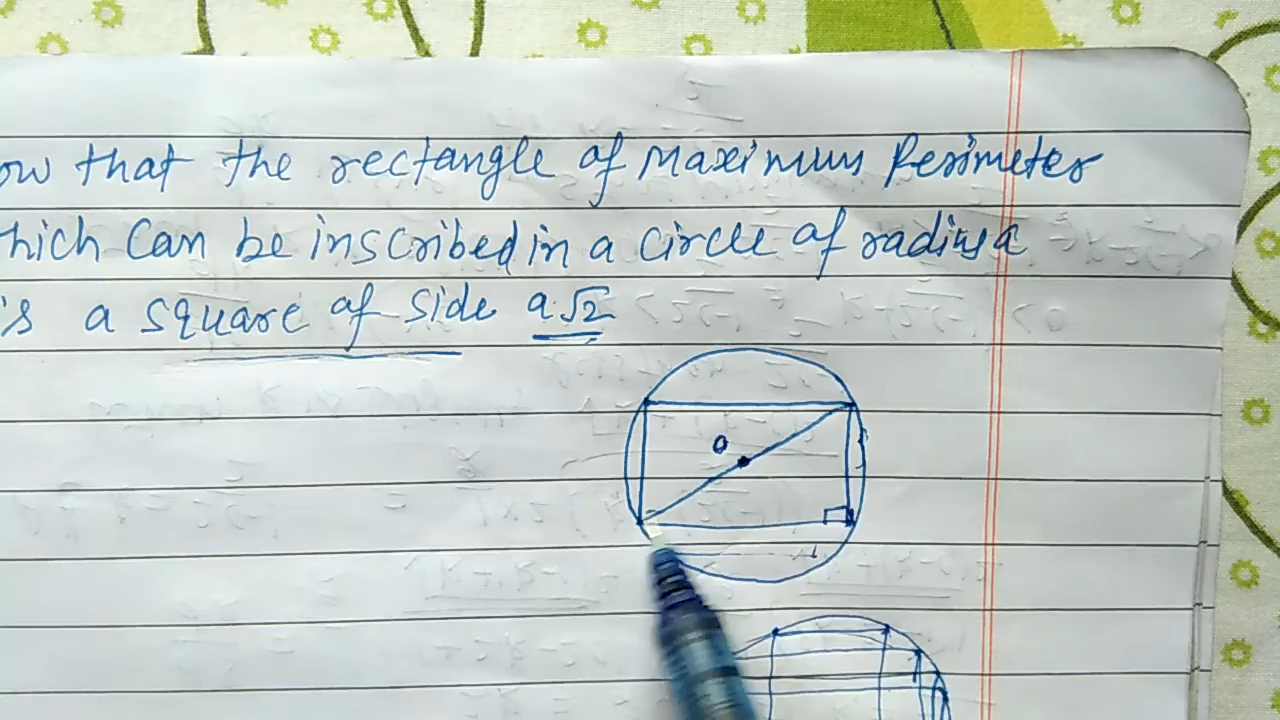 ow that the rectangle of Maximum Perimeter
hich Can be inscribed in a circle of radius a
is a square of side a√2
O